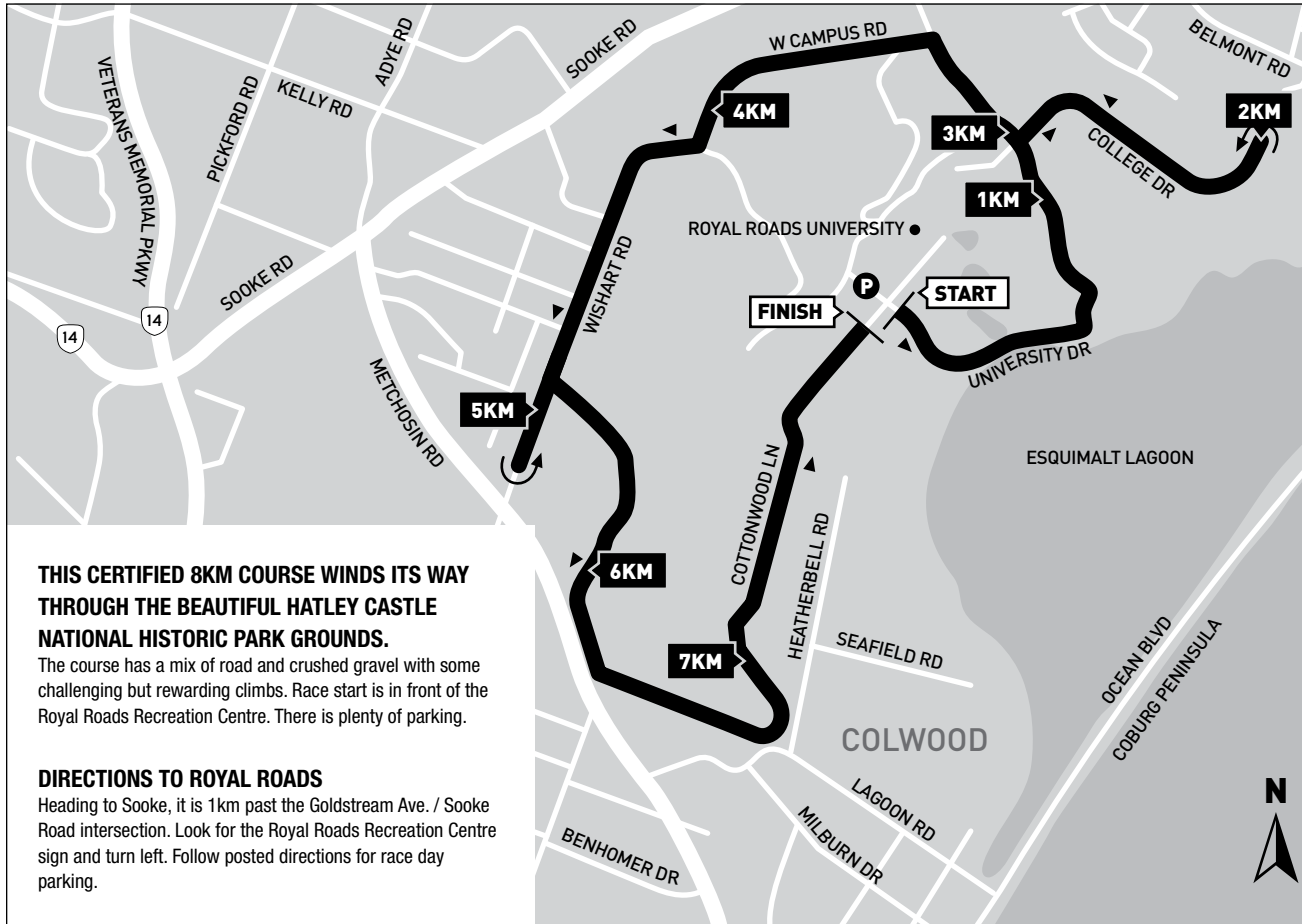 W CAMPUS RD
BELMONT RD
SOOKE RD
ADYE RD
VETERANS MEMORIAL PKWY
PICKFORD RD
KELLY RD
4KM
2KM
3KM
COLLEGE DR
1KM
ROYAL ROADS UNIVERSITY
SOOKE RD
WISHART RD
P
START
FINISH
14
14
UNIVERSITY DR
METCHOSIN RD
5KM
ESQUIMALT LAGOON
COTTONWOOD LN
HEATHERBELL RD
6KM
SEAFIELD RD
7KM
OCEAN BLVD
COBURG PENINSULA
COLWOOD
LAGOON RD
MILBURN DR
BENHOMER DR
N
THIS CERTIFIED 8KM COURSE WINDS ITS WAY
THROUGH THE BEAUTIFUL HATLEY CASTLE
NATIONAL HISTORIC PARK GROUNDS.
The course has a mix of road and crushed gravel with some
challenging but rewarding climbs. Race start is in front of the
Royal Roads Recreation Centre. There is plenty of parking.
DIRECTIONS TO ROYAL ROADS
Heading to Sooke, it is 1km past the Goldstream Ave. / Sooke
Road intersection. Look for the Royal Roads Recreation Centre
sign and turn left. Follow posted directions for race day
parking.